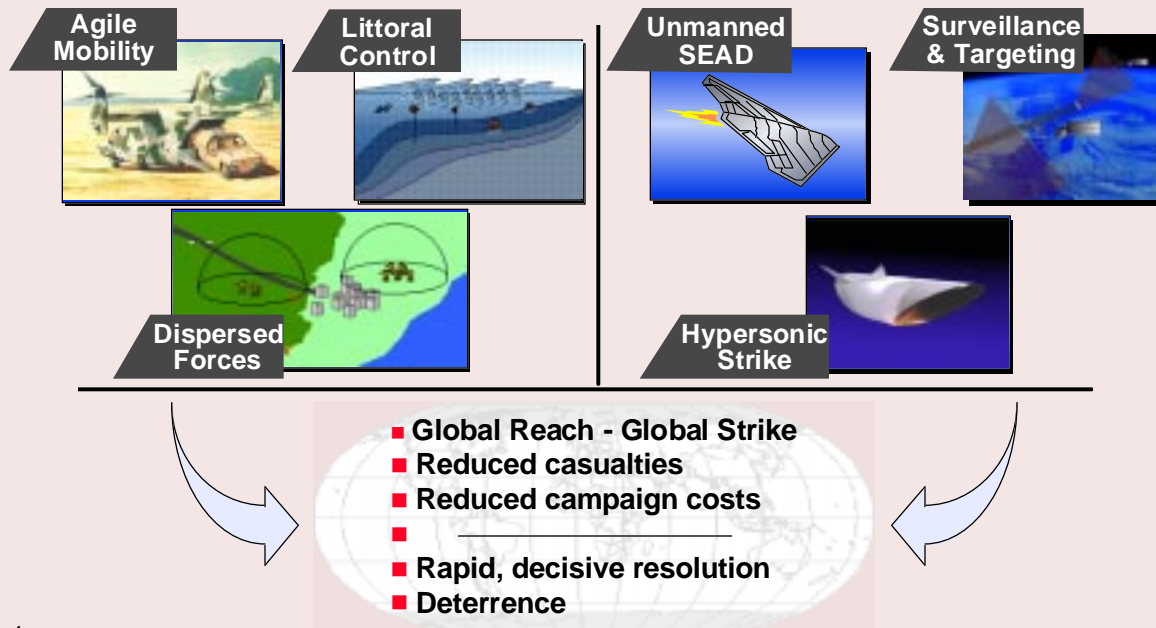 Agile
Mobility
Littoral
Control
Unmanned
SEAD
Surveillance
& Targeting
Dispersed
Forces
Hypersonic
Strike
■ Global Reach - Global Strike
■ Reduced casualties
■ Reduced campaign costs
■
■ Rapid, decisive resolution
■ Deterrence